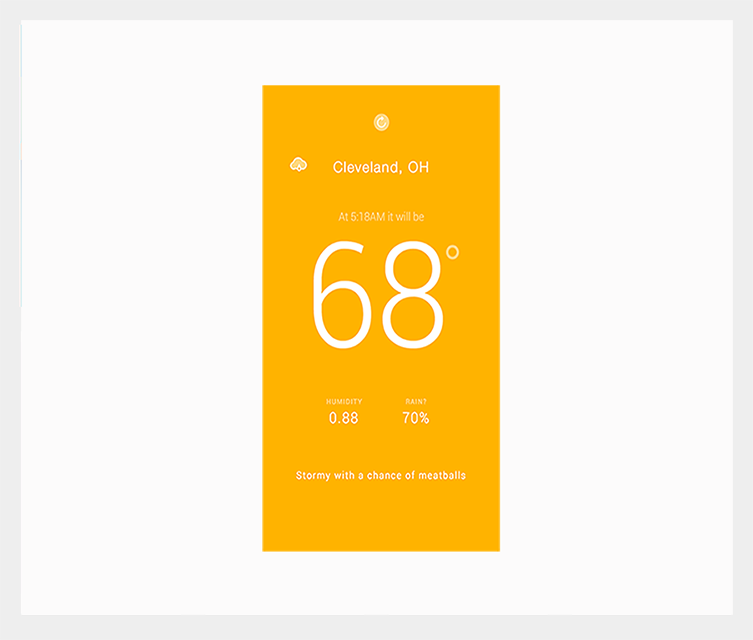 Cleveland, OH
At 5:18AM it will be
68°
HUMIDITY RAIN?
0.88 70%
Stormy with a chance of meatballs